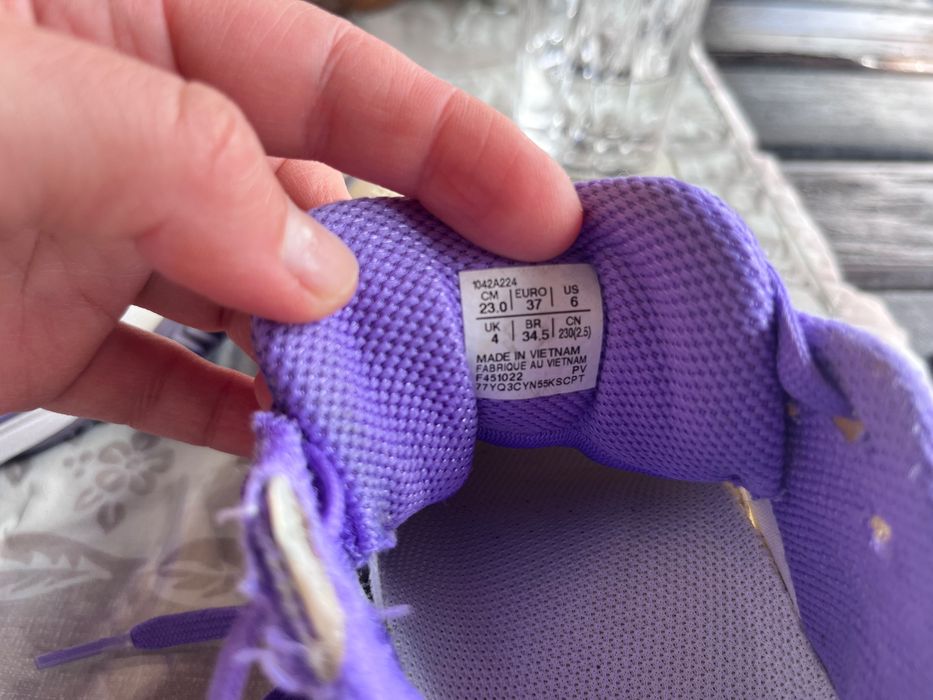 1042A224
CM EURO US
23.0 37 6
UK BR CN
4 34.5 230(2.5)
MADE IN VIETNAM
FABRIQUE AU VIETNAM
F451022 PV
77YQ3CYN55KSCPT